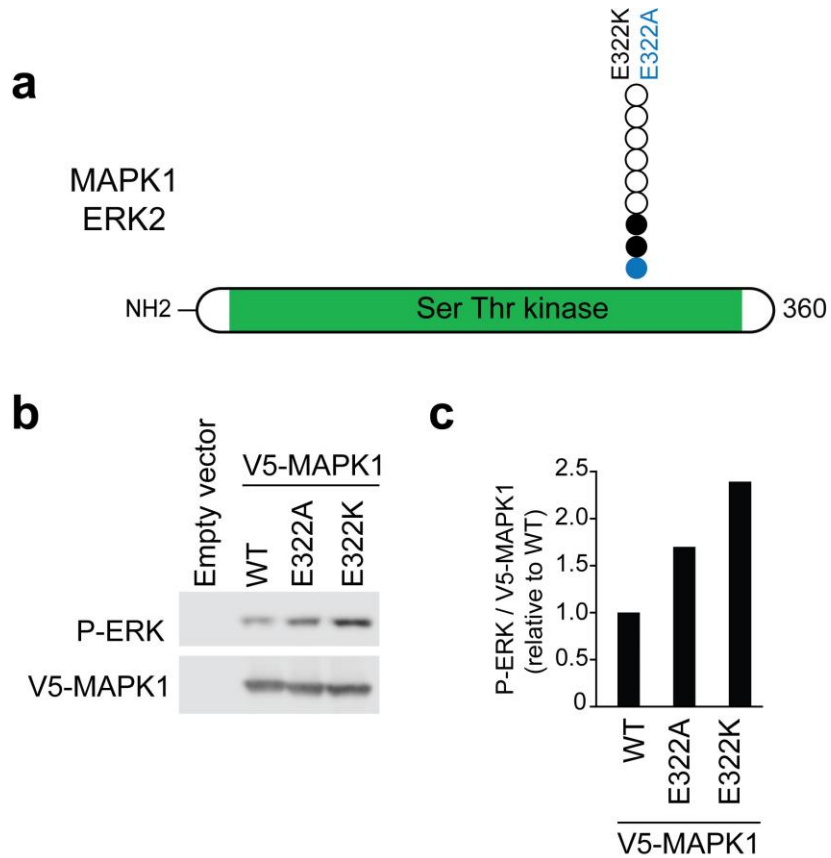 a
E322K
E322A
MAPK1
ERK2
NH2
Ser Thr kinase
360
b
Empty vector
V5-MAPK1
WT
E322A
E322K
P-ERK
V5-MAPK1
c
P-ERK / V5-MAPK1
(relative to WT)
2.5
2.0
1.5
1.0
0.5
0
WT
E322A
E322K
V5-MAPK1